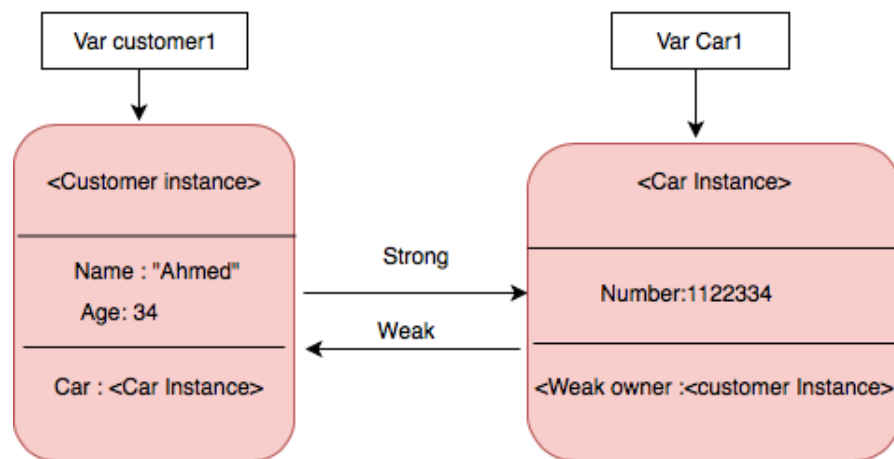 Var customer1
Var Car1
<Customer instance>
<Car Instance>
Name : "Ahmed"
Age: 34
Strong
Weak
Number:1122334
Car : <Car Instance>
<Weak owner :<customer Instance>